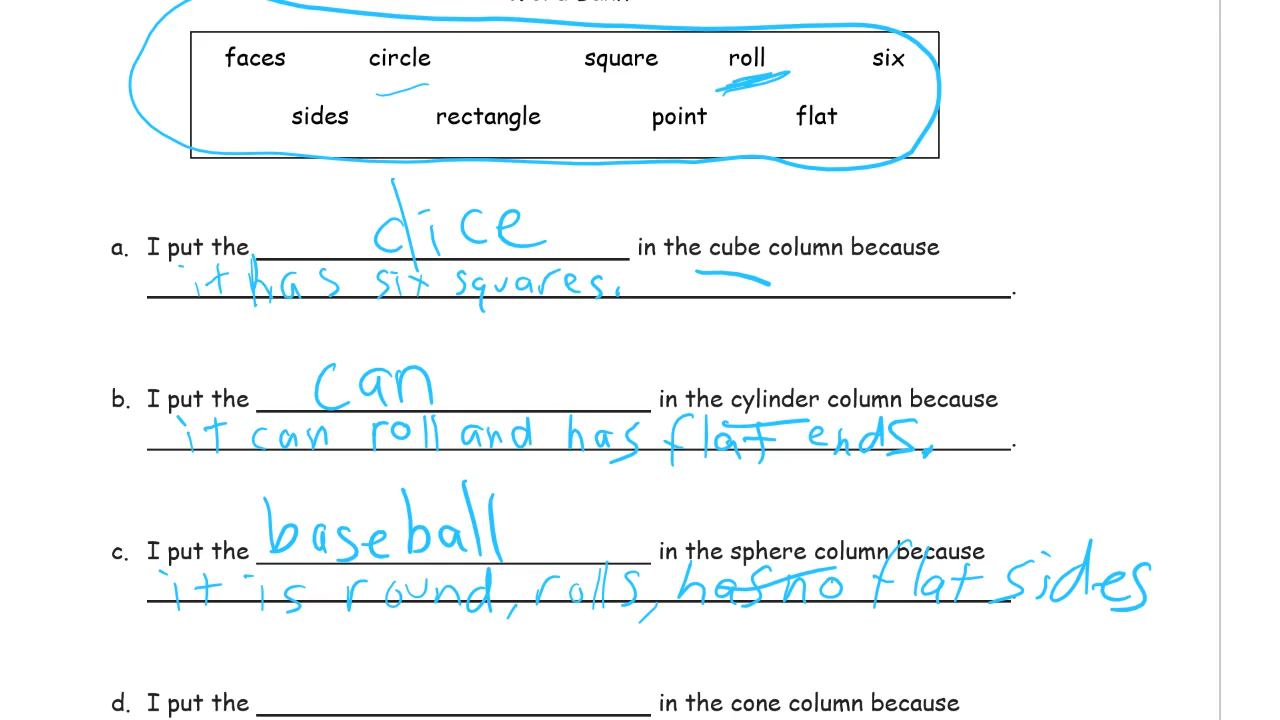 faces circle square roll six
sides rectangle point flat
a. I put the dice in the cube column because
it has six squares. .
b. I put the can in the cylinder column because
it can roll and has flat ends. .
c. I put the baseball in the sphere column because
it is round, rolls, has no flat sides
d. I put the in the cone column because